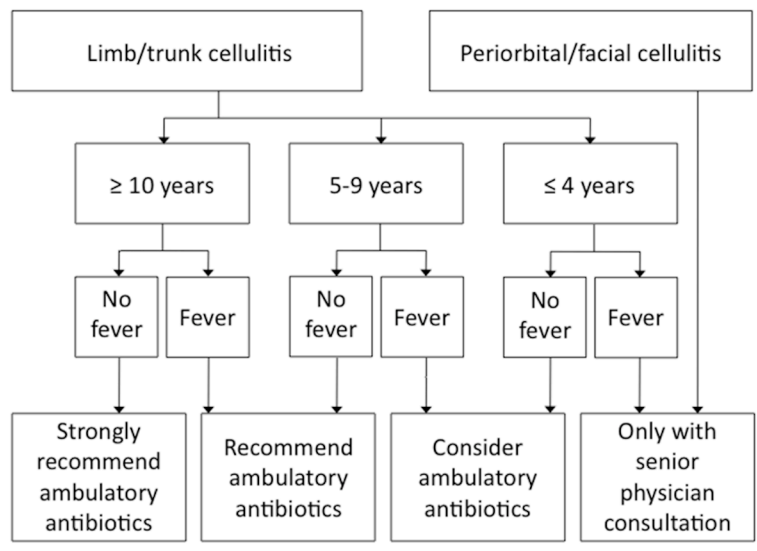 Limb/trunk cellulitis
Periorbital/facial cellulitis
≥ 10 years
5-9 years
≤ 4 years
No
fever
Fever
No
fever
Fever
No
fever
Fever
Strongly
recommend
ambulatory
antibiotics
Recommend
ambulatory
antibiotics
Consider
ambulatory
antibiotics
Only with
senior
physician
consultation